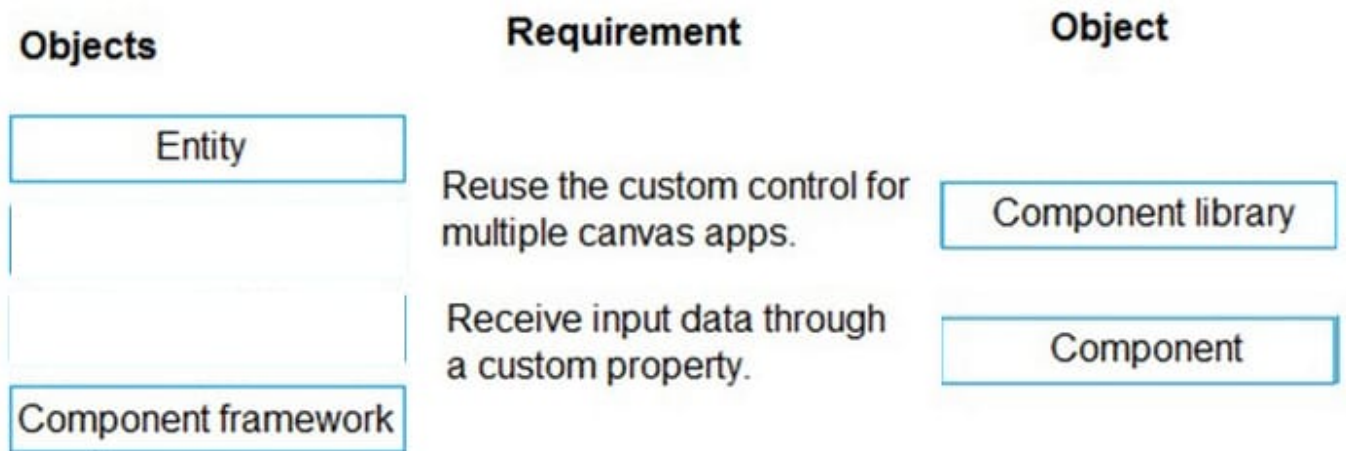 Objects
Requirement
Object
Entity
Reuse the custom control for
multiple canvas apps.
Component library
Receive input data through
a custom property.
Component
Component framework